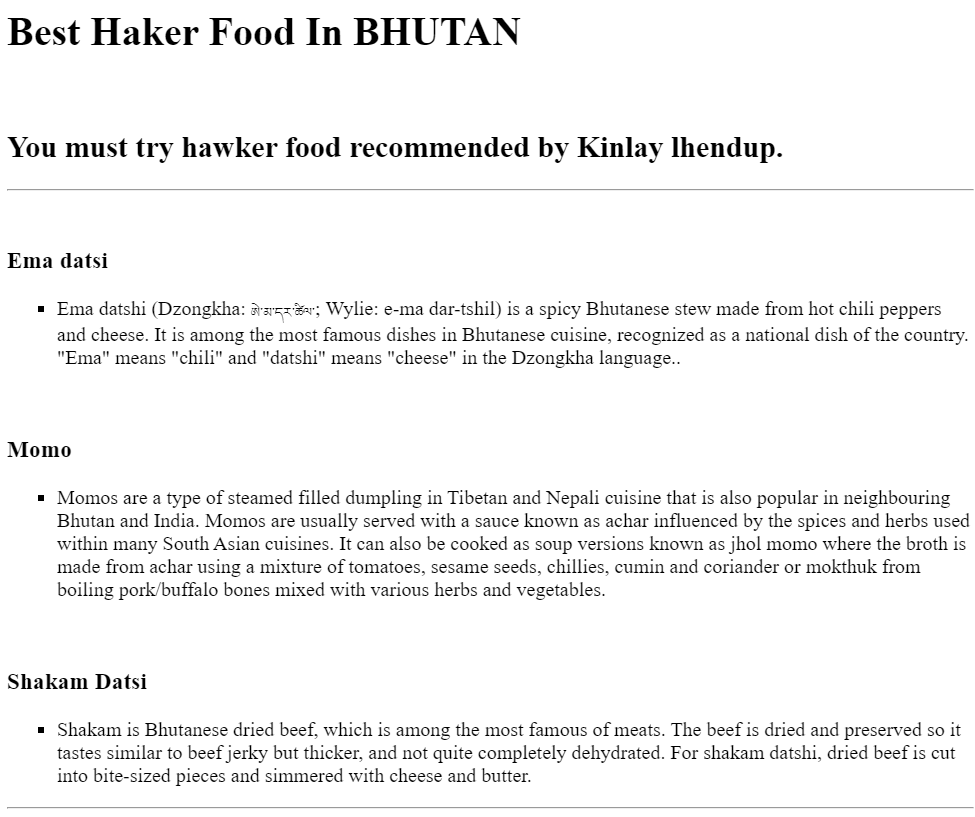 Best Haker Food In BHUTAN
You must try hawker food recommended by Kinlay lhendup.
Ema datsi
▪ Ema datshi (Dzongkha: ཨེ་མ་དར་ཚིལ་; Wylie: e-ma dar-tshil) is a spicy Bhutanese stew made from hot chili peppers
and cheese. It is among the most famous dishes in Bhutanese cuisine, recognized as a national dish of the country.
"Ema" means "chili" and "datshi" means "cheese" in the Dzongkha language..
Momo
▪ Momos are a type of steamed filled dumpling in Tibetan and Nepali cuisine that is also popular in neighbouring
Bhutan and India. Momos are usually served with a sauce known as achar influenced by the spices and herbs used
within many South Asian cuisines. It can also be cooked as soup versions known as jhol momo where the broth is
made from achar using a mixture of tomatoes, sesame seeds, chillies, cumin and coriander or mokthuk from
boiling pork/buffalo bones mixed with various herbs and vegetables.
Shakam Datsi
▪ Shakam is Bhutanese dried beef, which is among the most famous of meats. The beef is dried and preserved so it
tastes similar to beef jerky but thicker, and not quite completely dehydrated. For shakam datshi, dried beef is cut
into bite-sized pieces and simmered with cheese and butter.